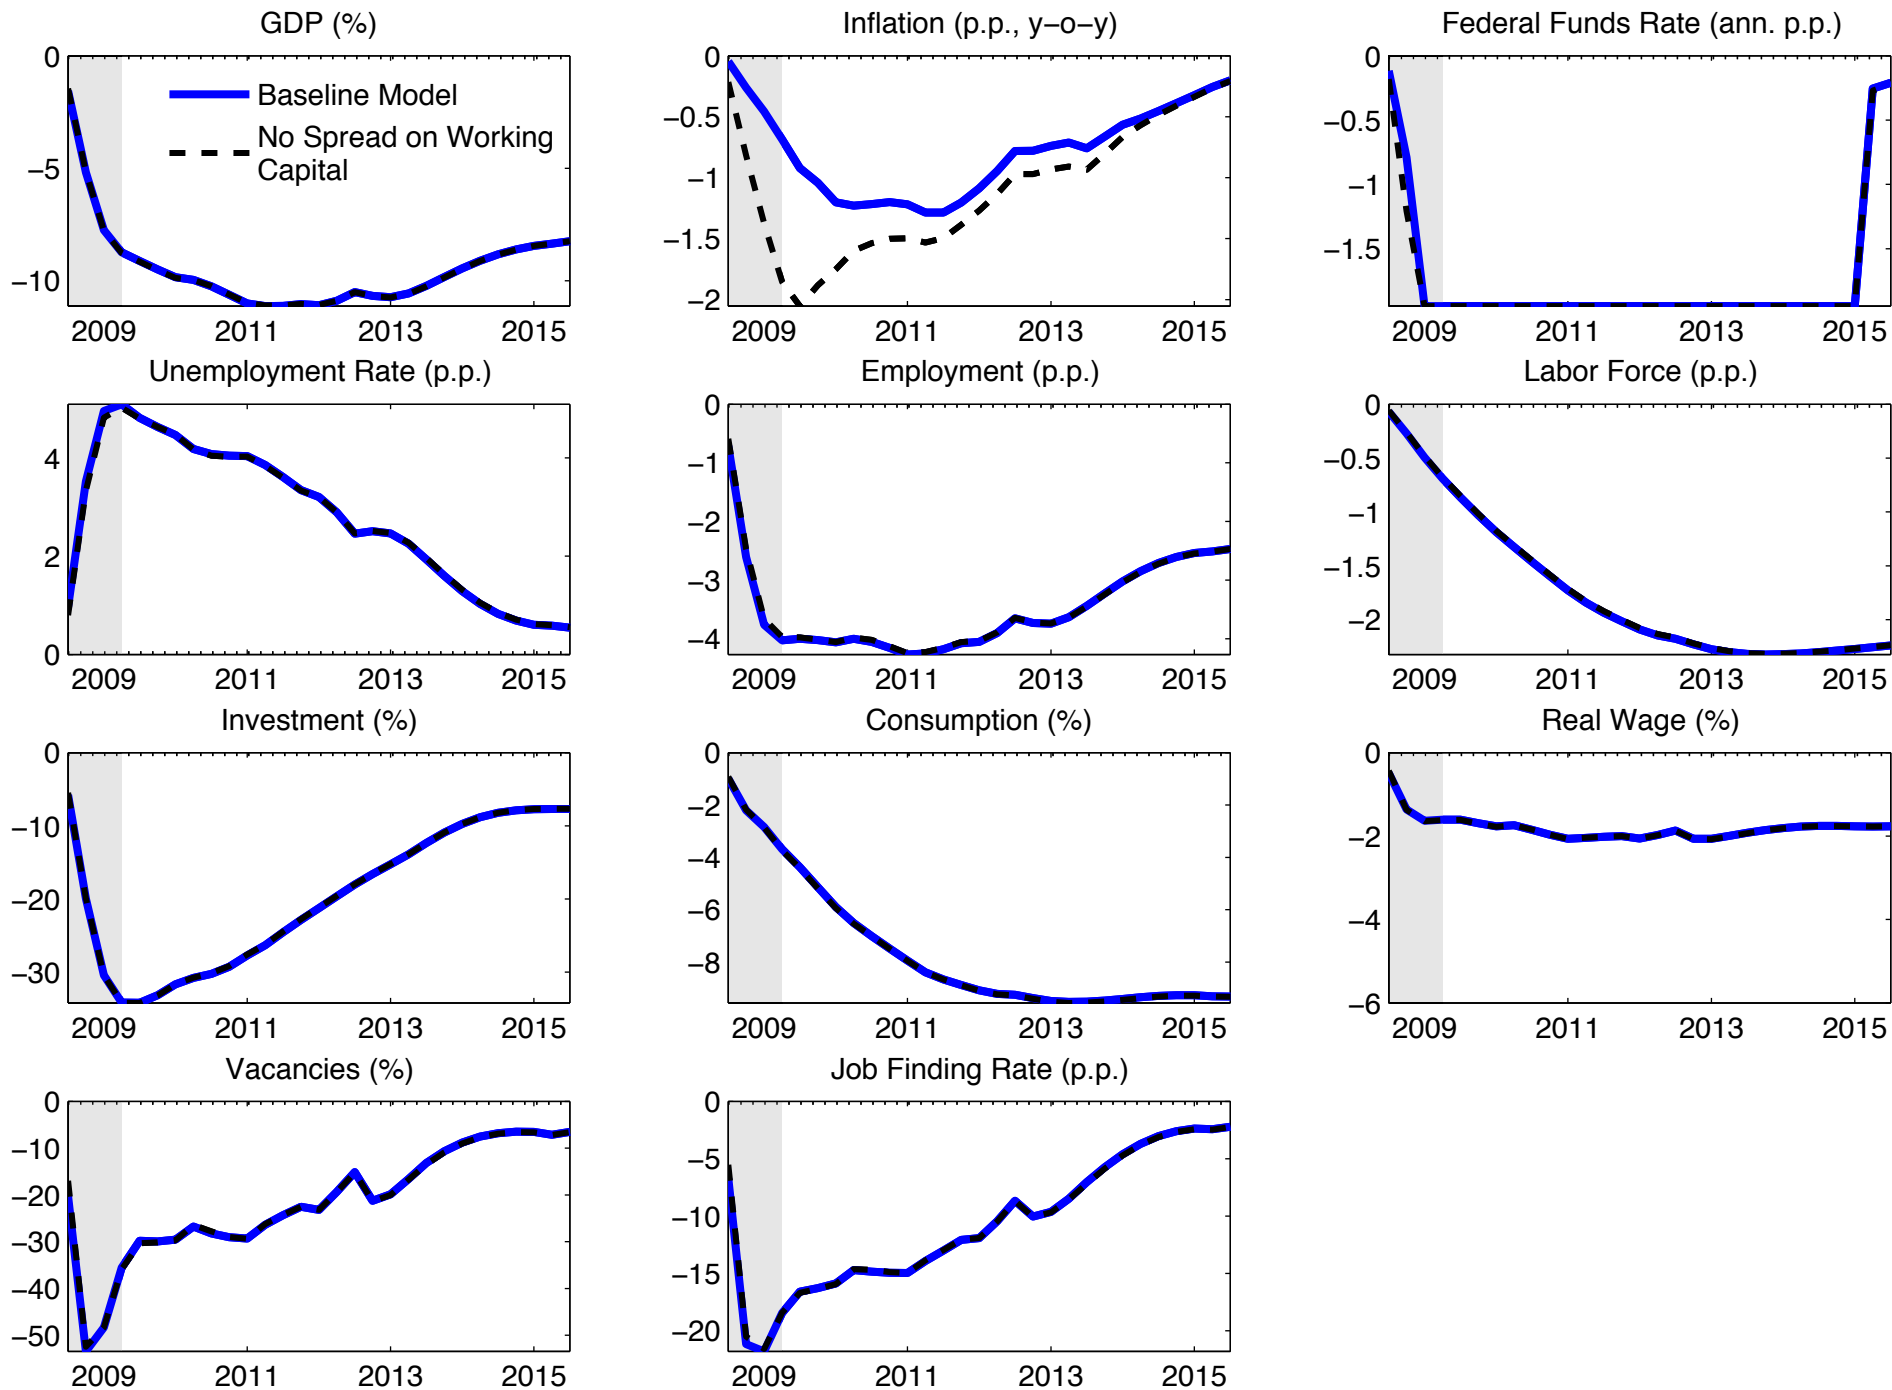 GDP (%)
Inflation (p.p., y−o−y)
Federal Funds Rate (ann. p.p.)
0
−5
−10
Baseline Model
No Spread on Working
Capital
2009 2011 2013 2015
0
−0.5
−1
−1.5
−2
2009 2011 2013 2015
0
−0.5
−1
−1.5
2009 2011 2013 2015
Unemployment Rate (p.p.)
Employment (p.p.)
Labor Force (p.p.)
4
2
0
2009 2011 2013 2015
0
−1
−2
−3
−4
2009 2011 2013 2015
0
−0.5
−1
−1.5
−2
2009 2011 2013 2015
Investment (%)
Consumption (%)
Real Wage (%)
0
−10
−20
−30
2009 2011 2013 2015
0
−2
−4
−6
−8
2009 2011 2013 2015
0
−2
−4
−6
2009 2011 2013 2015
Vacancies (%)
Job Finding Rate (p.p.)
0
−10
−20
−30
−40
−50
2009 2011 2013 2015
0
−5
−10
−15
−20
2009 2011 2013 2015